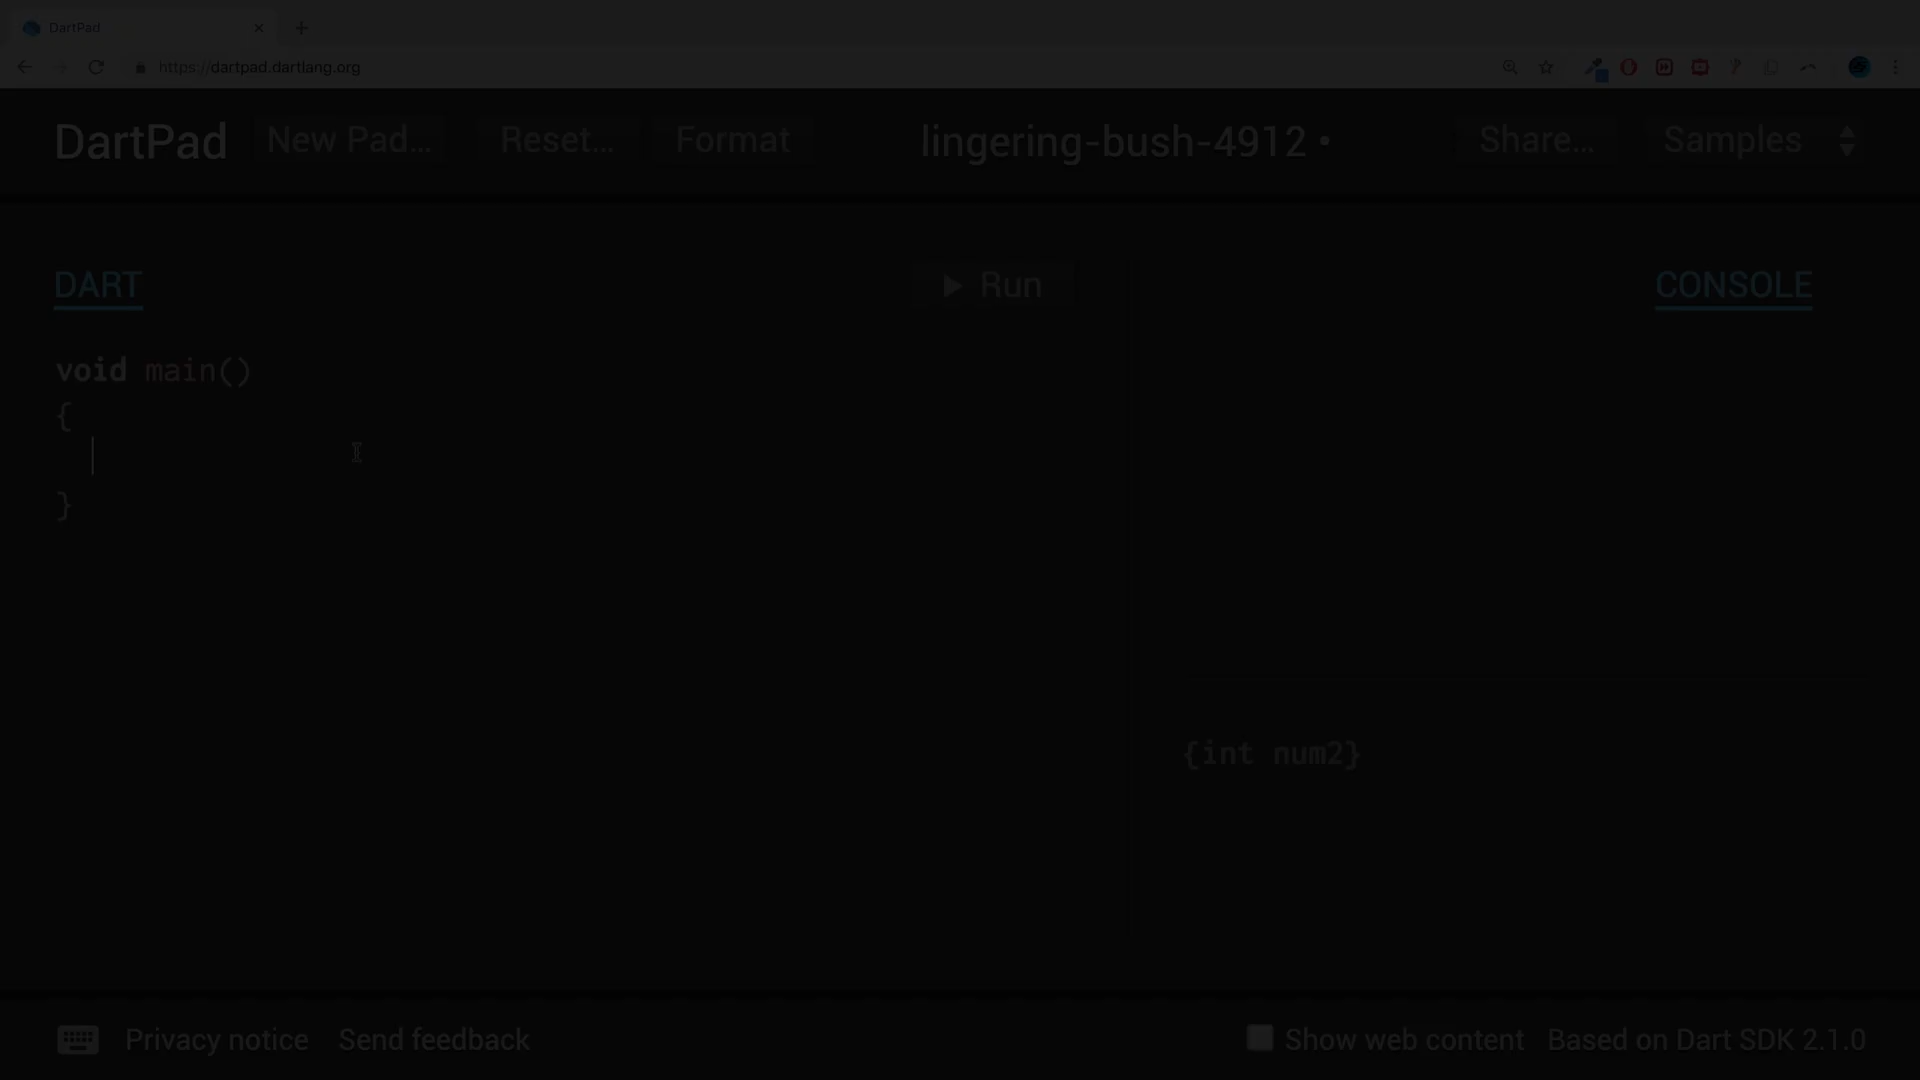 DartPad
https://dartpad.dartlang.org
DartPad New Pad... Reset... Format lingering-bush-4912 • Share... Samples
DART Run CONSOLE
void main()
{
}
{int num2}
Privacy notice Send feedback Show web content Based on Dart SDK 2.1.0